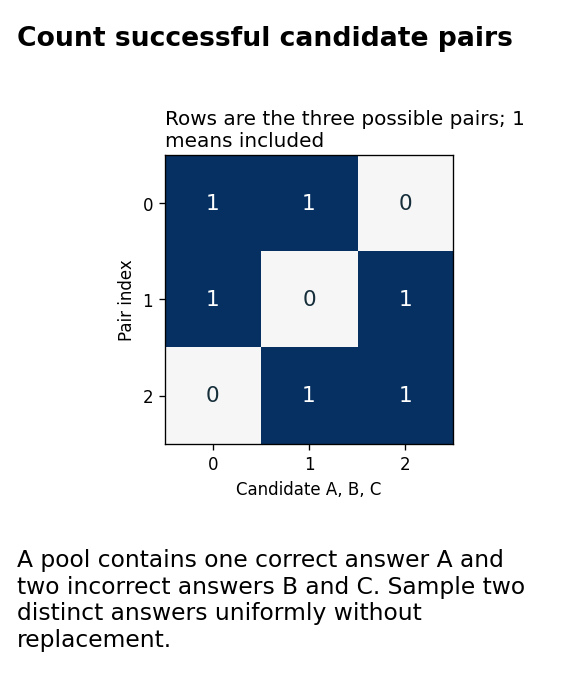 Count successful candidate pairs
Rows are the three possible pairs; 1
means included
0 1 1 0
1 1 0 1
2 0 1 1
0 1 2
Pair index
Candidate A, B, C
A pool contains one correct answer A and
two incorrect answers B and C. Sample two
distinct answers uniformly without
replacement.